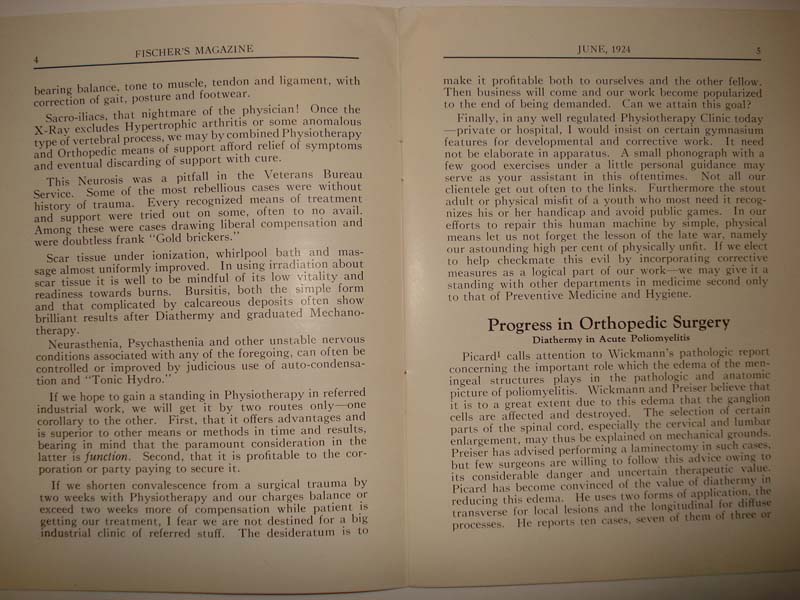 4
FISCHER'S MAGAZINE
bearing balance, tone to muscle, tendon and ligament, with
correction of gait, posture and footwear.
Sacro-iliacs, that nightmare of the physician! Once the
X-Ray excludes Hypertrophic arthritis or some anomalous
type of vertebral process, we may by combined Physiotherapy
and Orthopedic means of support afford relief of symptoms
and eventual discarding of support with cure.
This Neurosis was a pitfall in the Veterans Bureau
Service. Some of the most rebellious cases were without
history of trauma. Every recognized means of treatment
and support were tried out on some, often to no avail.
Among these were cases drawing liberal compensation and
were doubtless frank "Gold brickers."
Scar tissue under ionization, whirlpool bath and mas-
sage almost uniformly improved. In using irradiation about
scar tissue it is well to be mindful of its low vitality and
readiness towards burns. Bursitis, both the simple form
and that complicated by calcareous deposits often show
brilliant results after Diathermy and graduated Mechano-
therapy.
Neurasthenia, Psychasthenia and other unstable nervous
conditions associated with any of the foregoing, can often be
controlled or improved by judicious use of auto-condensa-
tion and "Tonic Hydro."
If we hope to gain a standing in Physiotherapy in referred
industrial work, we will get it by two routes only—one
corollary to the other. First, that it offers advantages and
is superior to other means or methods in time and results,
bearing in mind that the paramount consideration in the
latter is function. Second, that it is profitable to the cor-
poration or party paying to secure it.
If we shorten convalescence from a surgical trauma by
two weeks with Physiotherapy and our charges balance or
exceed two weeks more of compensation while patient is
getting our treatment, I fear we are not destined for a big
industrial clinic of referred stuff. The desideratum is to
JUNE, 1924
5
make it profitable both to ourselves and the other fellow.
Then business will come and our work become popularized
to the end of being demanded. Can we attain this goal?
Finally, in any well regulated Physiotherapy Clinic today
—private or hospital, I would insist on certain gymnasium
features for developmental and corrective work. It need
not be elaborate in apparatus. A small phonograph with a
few good exercises under a little personal guidance may
serve as your assistant in this oftentimes. Not all our
clientele get out often to the links. Furthermore the stout
adult or physical misfit of a youth who most need it recog-
nizes his or her handicap and avoid public games. In our
efforts to repair this human machine by simple, physical
means let us not forget the lesson of the late war, namely
our astounding high per cent of physically unfit. If we elect
to help checkmate this evil by incorporating corrective
measures as a logical part of our work—we may give it a
standing with other departments in medicime second only
to that of Preventive Medicine and Hygiene.
Progress in Orthopedic Surgery
Diathermy in Acute Poliomyelitis
Picard¹ calls attention to Wickmann's pathologic report
concerning the important role which the edema of the men-
ingeal structures plays in the pathologic and anatomic
picture of poliomyelitis. Wickmann and Preiser believe that
it is to a great extent due to this edema that the ganglion
cells are affected and destroyed. The selection of certain
parts of the spinal cord, especially the cervical and lumbar
enlargement, may thus be explained on mechanical grounds.
Preiser has advised performing a laminectomy in such cases,
but few surgeons are willing to follow this advice owing to
its considerable danger and uncertain therapeutic value.
Picard has become convinced of the value of diathermy in
reducing this edema. He uses two forms of application, the
transverse for local lesions and the longitudinal for diffuse
processes. He reports ten cases, seven of them of three or